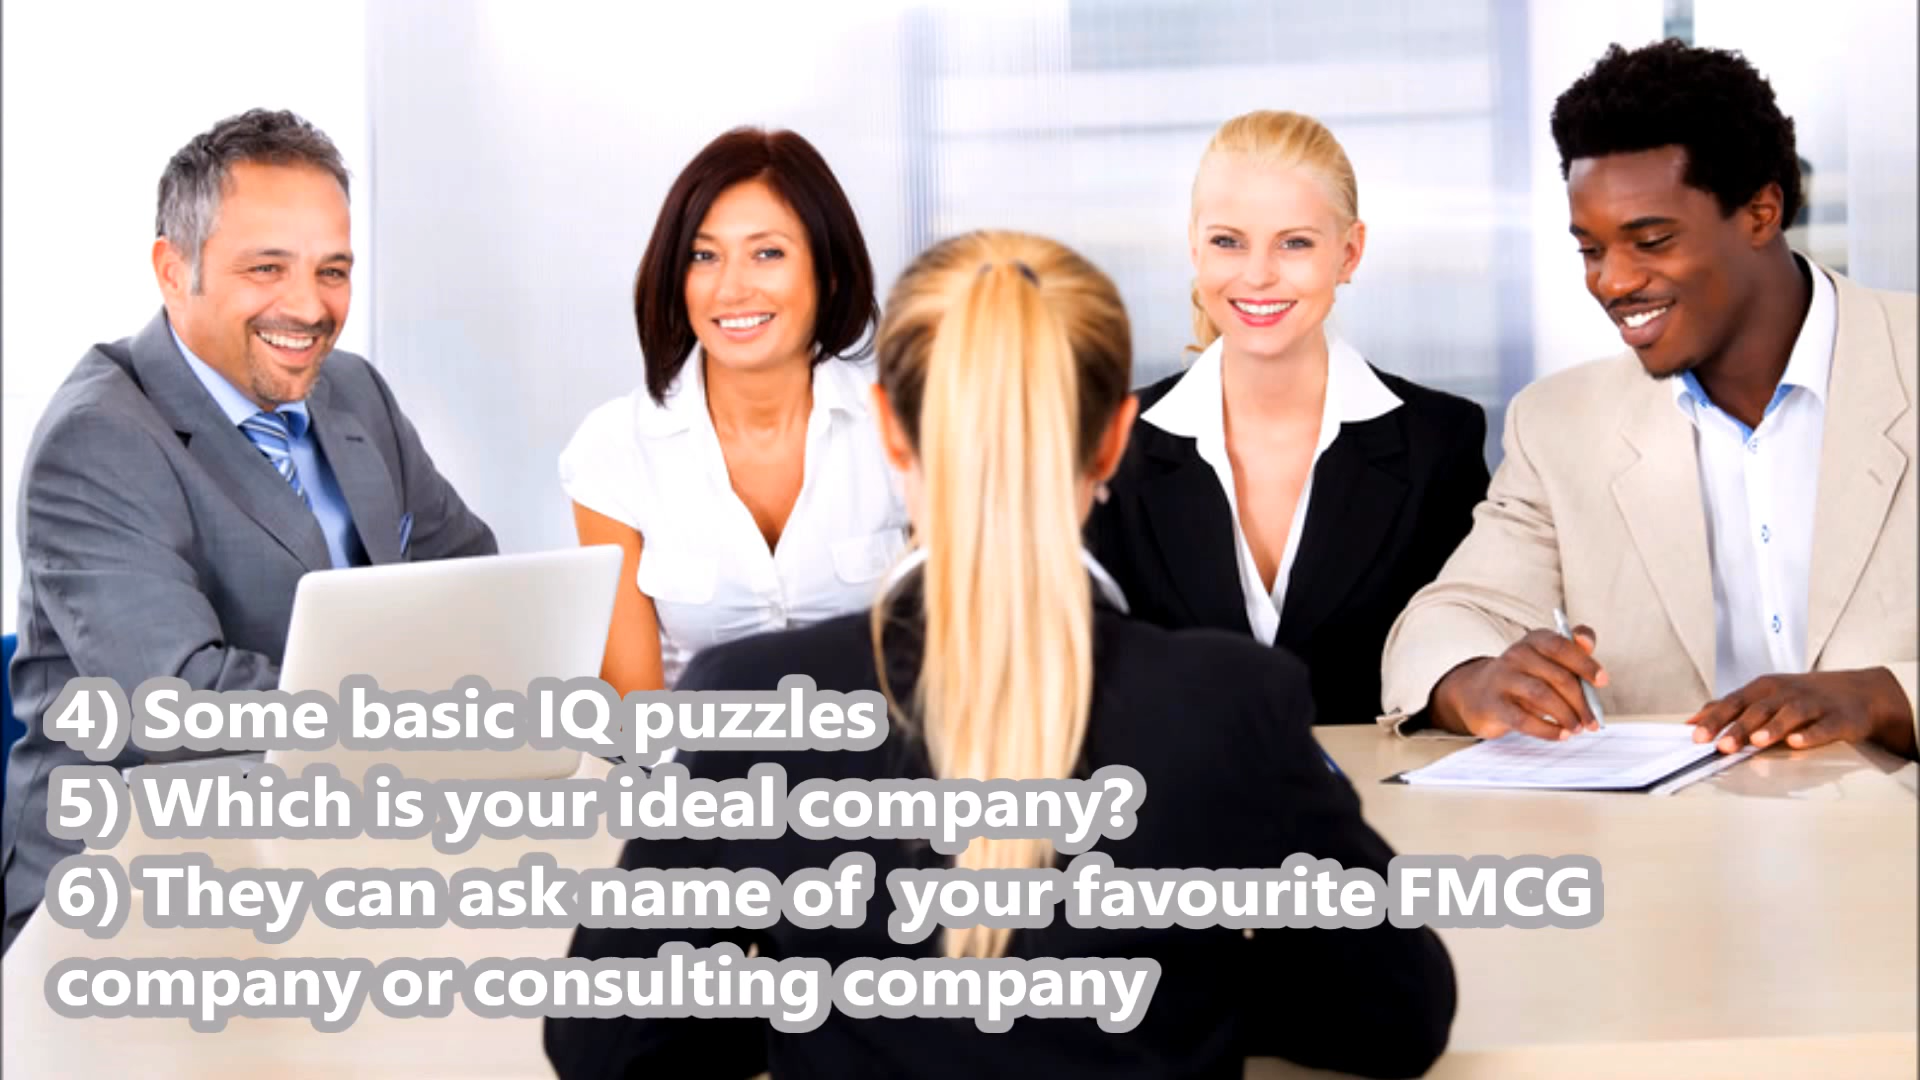 4) Some basic IQ puzzles
5) Which is your ideal company?
6) They can ask name of  your favourite FMCG
company or consulting company